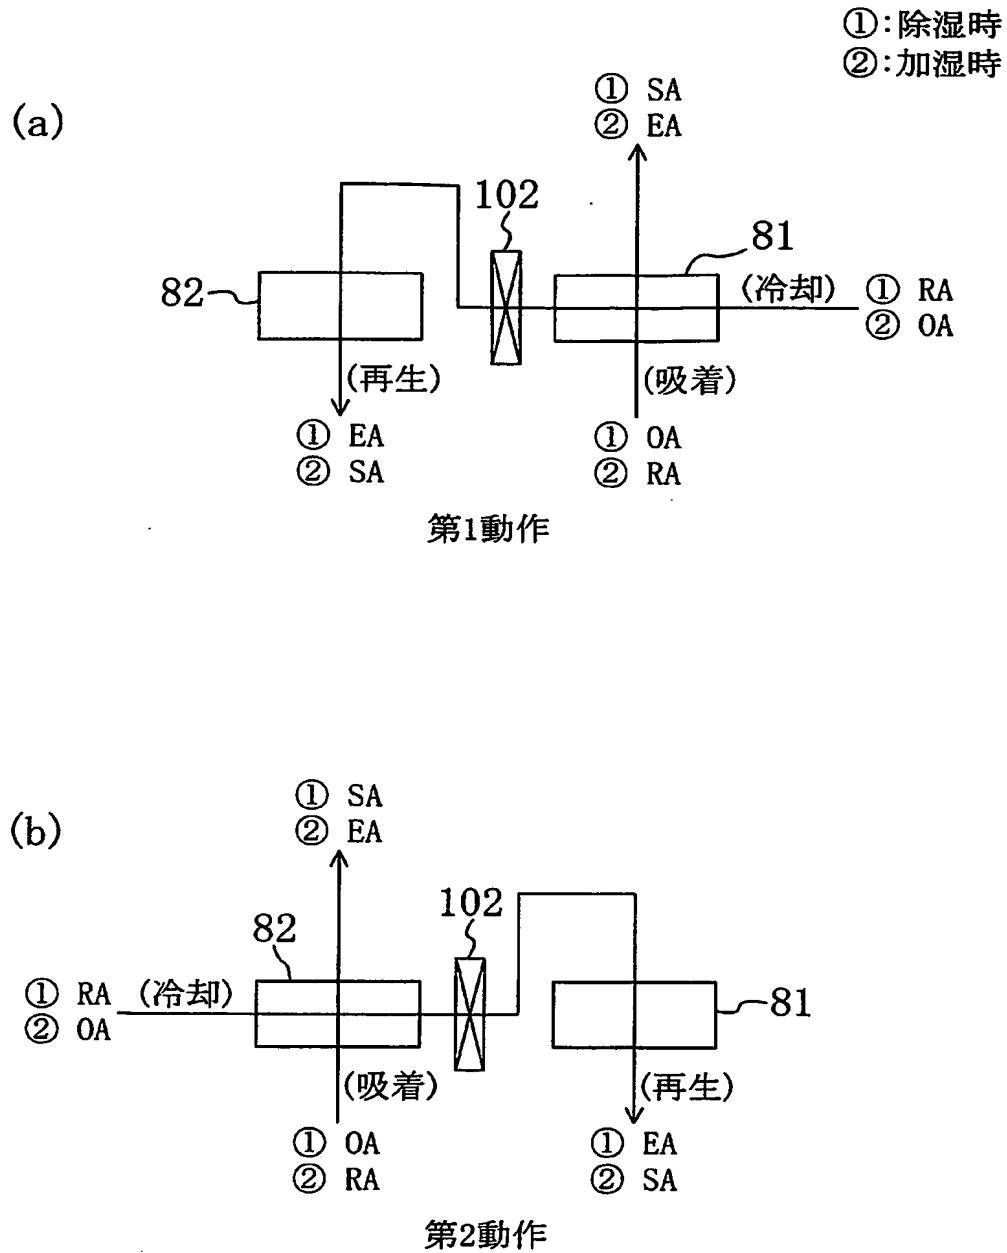 ①:除湿時
②:加湿時
(a)
① SA
② EA
102
81
82
(冷却)
① RA
② OA
(再生)
(吸着)
① EA
② SA
① OA
② RA
第1動作
(b)
① SA
② EA
102
82
① RA (冷却)
② OA
81
(吸着)
(再生)
① OA
② RA
① EA
② SA
第2動作